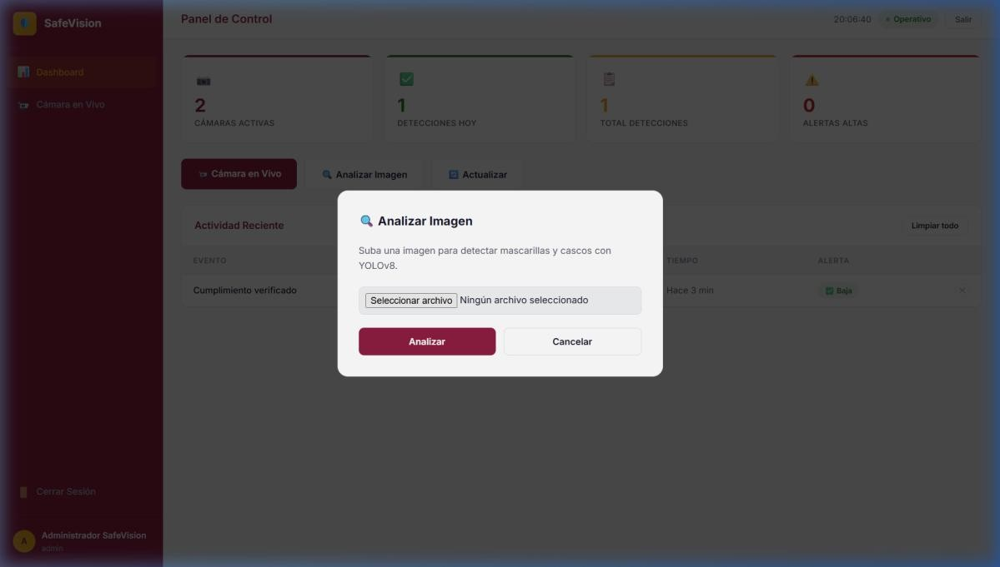 SafeVision
Panel de Control
20:06:40
Operativo
Salir
Dashboard
Cámara en Vivo
2
CÁMARAS ACTIVAS
1
DETECCIONES HOY
1
TOTAL DETECCIONES
0
ALERTAS ALTAS
Cámara en Vivo
Analizar Imagen
Actualizar
Actividad Reciente
Limpiar todo
EVENTO
TIEMPO
ALERTA
Cumplimiento verificado
Hace 3 min
Baja
Analizar Imagen
Suba una imagen para detectar mascarillas y cascos con
YOLOv8.
Seleccionar archivo Ningún archivo seleccionado
Analizar
Cancelar
Cerrar Sesión
A
Administrador SafeVision
admin